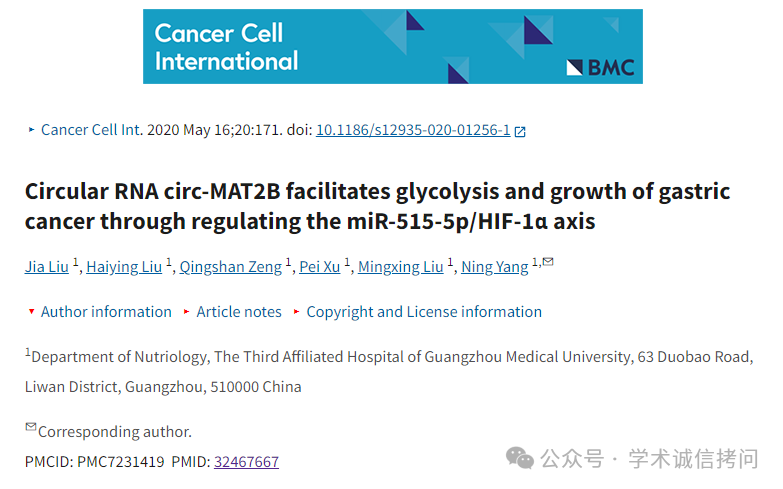 Cancer Cell
International
BMC
Cancer Cell Int. 2020 May 16;20:171. doi: 10.1186/s12935-020-01256-1
Circular RNA circ-MAT2B facilitates glycolysis and growth of gastric
cancer through regulating the miR-515-5p/HIF-1α axis
Jia Liu 1, Haiying Liu 1, Qingshan Zeng 1, Pei Xu 1, Mingxing Liu 1, Ning Yang 1,✉
Author information Article notes Copyright and License information
1Department of Nutriology, The Third Affiliated Hospital of Guangzhou Medical University, 63 Duobao Road,
Liwan District, Guangzhou, 510000 China
✉Corresponding author.
PMCID: PMC7231419 PMID: 32467667
公众号 · 学术诚信拷问